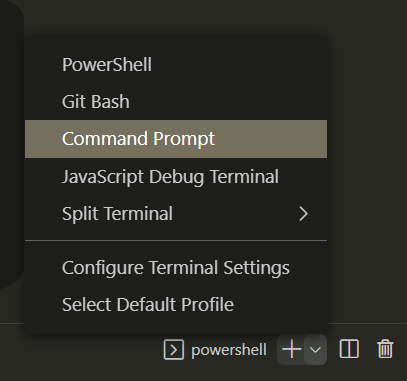 PowerShell
Git Bash
Command Prompt
JavaScript Debug Terminal
Split Terminal
Configure Terminal Settings
Select Default Profile
powershell